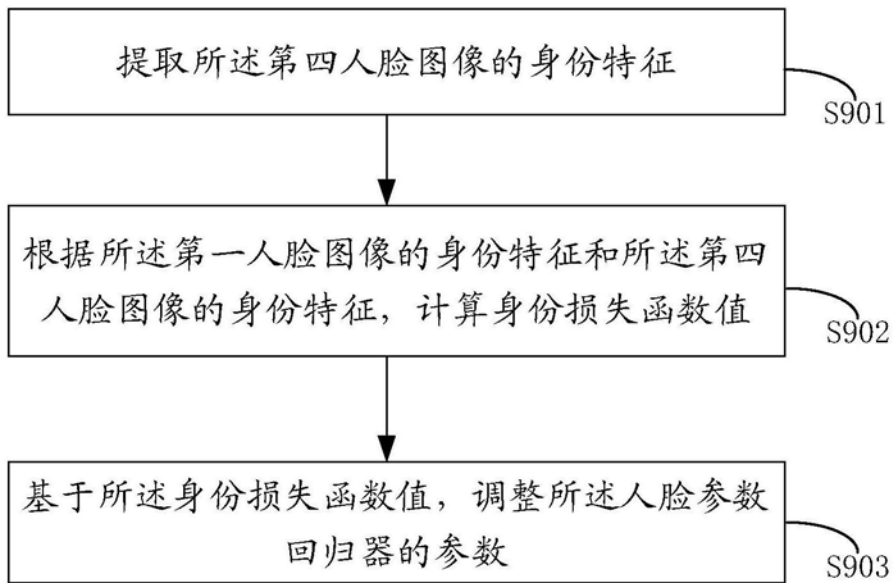 提取所述第四人脸图像的身份特征
S901
根据所述第一人脸图像的身份特征和所述第四
人脸图像的身份特征，计算身份损失函数值
S902
基于所述身份损失函数值，调整所述人脸参数
回归器的参数
S903